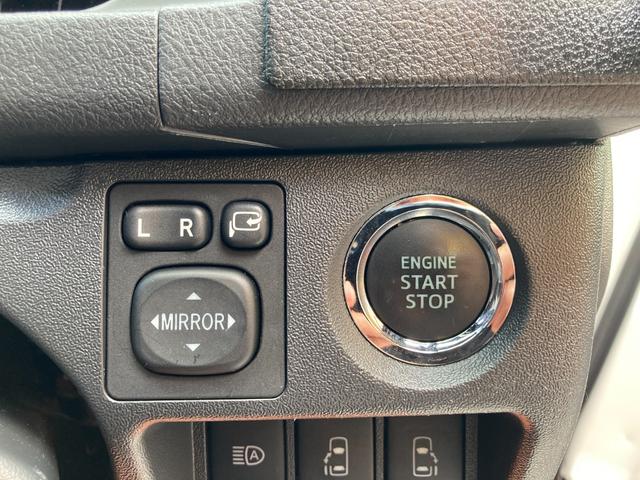 L R
MIRROR
ENGINE
START
STOP
A